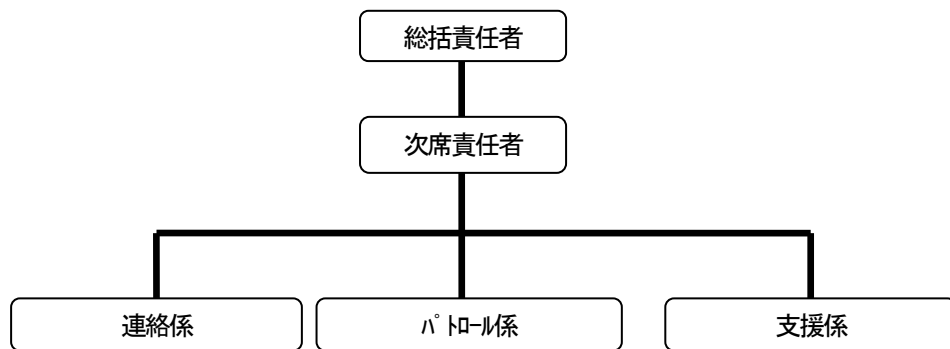 総括責任者
次席責任者
連絡係
ﾊﾟﾄﾛｰﾙ係
支援係